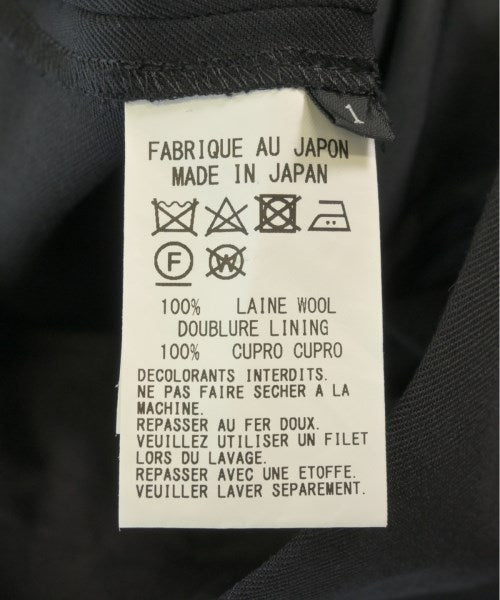 1
FABRIQUE AU JAPON
MADE IN JAPAN
F W
100% LAINE WOOL
DOUBLURE LINING
100% CUPRO CUPRO
DECOLORANTS INTERDITS.
NE PAS FAIRE SECHER A LA
MACHINE.
REPASSER AU FER DOUX.
VEUILLEZ UTILISER UN FILET
LORS DU LAVAGE.
REPASSER AVEC UNE ETOFFE.
VEUILLER LAVER SEPAREMENT.